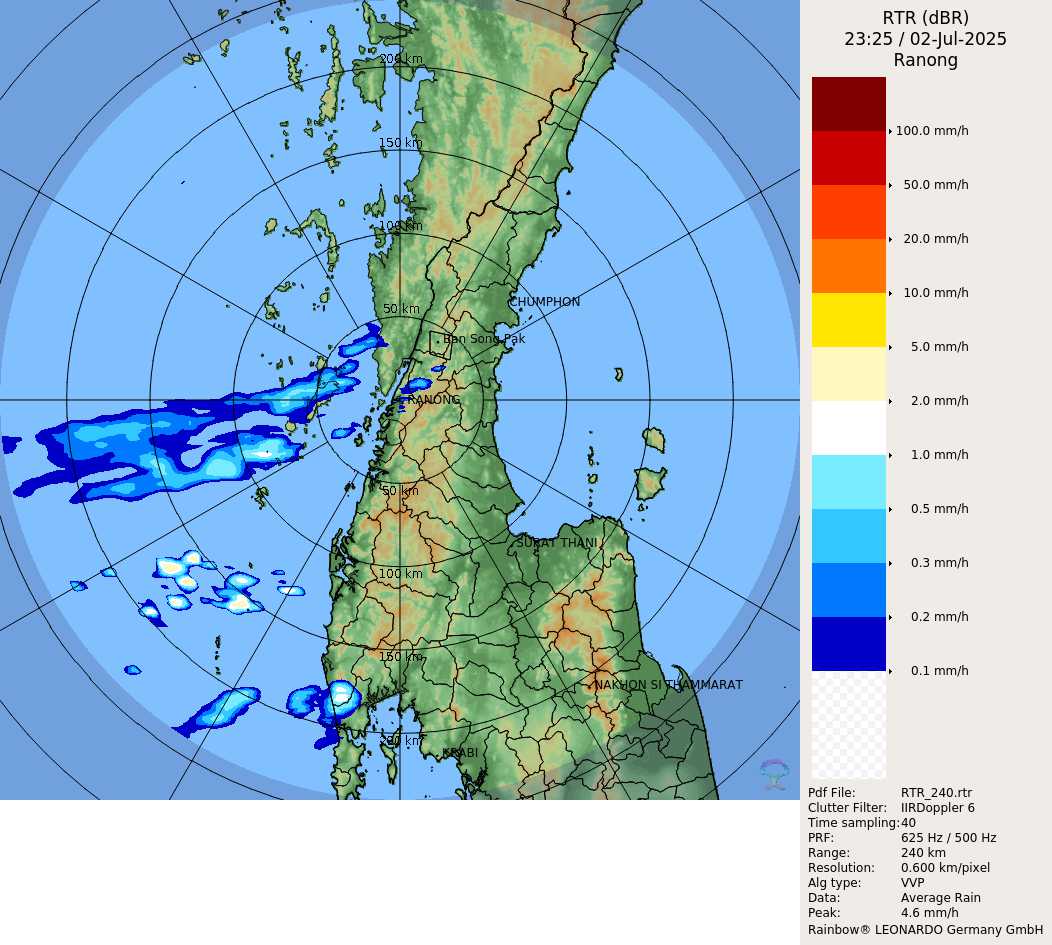 RTR (dBR)
23:25 / 02-Jul-2025
Ranong
200 km
150 km
100 km
50 km
CHUMPHON
Ban Song Pak
RANONG
50 km
SURAT THANI
100 km
150 km
NAKHON SI THAMMARAT
200 km
KRABI
100.0 mm/h
50.0 mm/h
20.0 mm/h
10.0 mm/h
5.0 mm/h
2.0 mm/h
1.0 mm/h
0.5 mm/h
0.3 mm/h
0.2 mm/h
0.1 mm/h
Pdf File: RTR_240.rtr
Clutter Filter: IIRDoppler 6
Time sampling:40
PRF: 625 Hz / 500 Hz
Range: 240 km
Resolution: 0.600 km/pixel
Alg type: VVP
Data: Average Rain
Peak: 4.6 mm/h
Rainbow® LEONARDO Germany GmbH